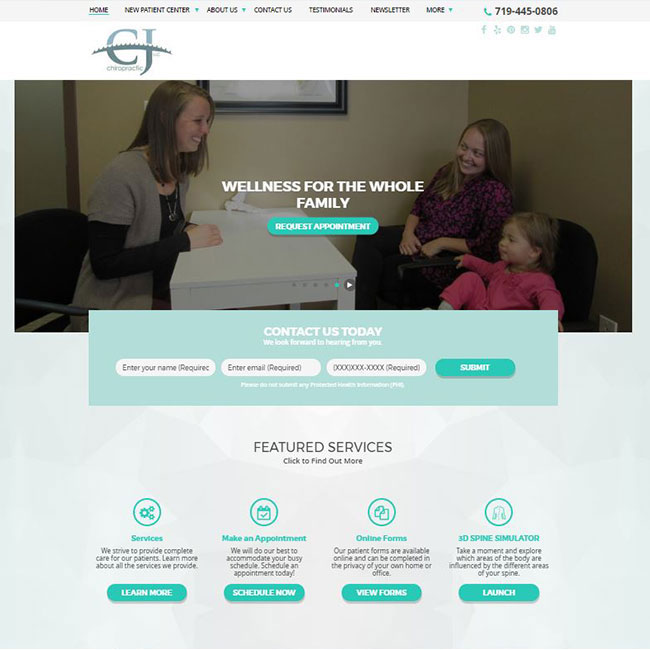 HOME NEW PATIENT CENTER ABOUT US CONTACT US TESTIMONIALS NEWSLETTER MORE 719-445-0806
CJ
chiropractic
WELLNESS FOR THE WHOLE
FAMILY
REQUEST APPOINTMENT
CONTACT US TODAY
We look forward to hearing from you
Enter your name (Required Enter email (Required) (XXX)XXX-XXXX (Required) SUBMIT
Please do not submit any Protected Health Information (PHI).
FEATURED SERVICES
Click to Find Out More
Services
We strive to provide complete
care for our patients. Learn more
about all the services we provide.
LEARN MORE
Make an Appointment
We will do our best to
accommodate your busy
schedule. Schedule an
appointment today!
SCHEDULE NOW
Online Forms
Our patient forms are available
online and can be completed in
the privacy of your own home or
office.
VIEW FORMS
3D SPINE SIMULATOR
Take a moment and explore
which areas of the body are
influenced by the different areas
of your spine.
LAUNCH